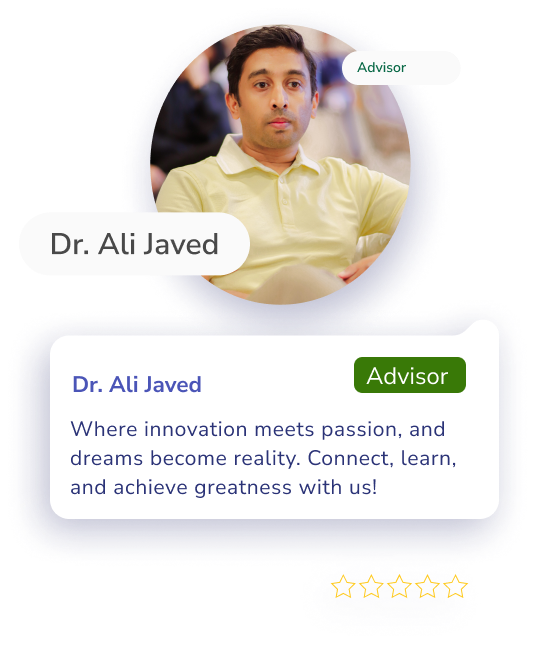 Advisor
Dr. Ali Javed
Dr. Ali Javed
Advisor
Where innovation meets passion, and
dreams become reality. Connect, learn,
and achieve greatness with us!